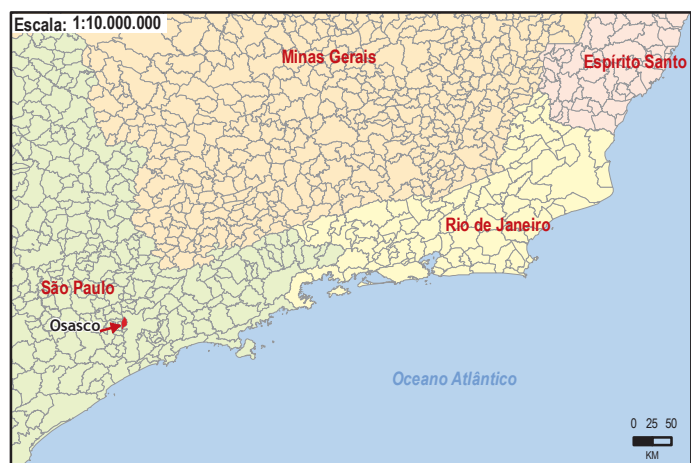 Escala: 1:10.000.000
Minas Gerais
Espírito Santo
Rio de Janeiro
São Paulo
Osasco
Oceano Atlântico
0 25 50
KM